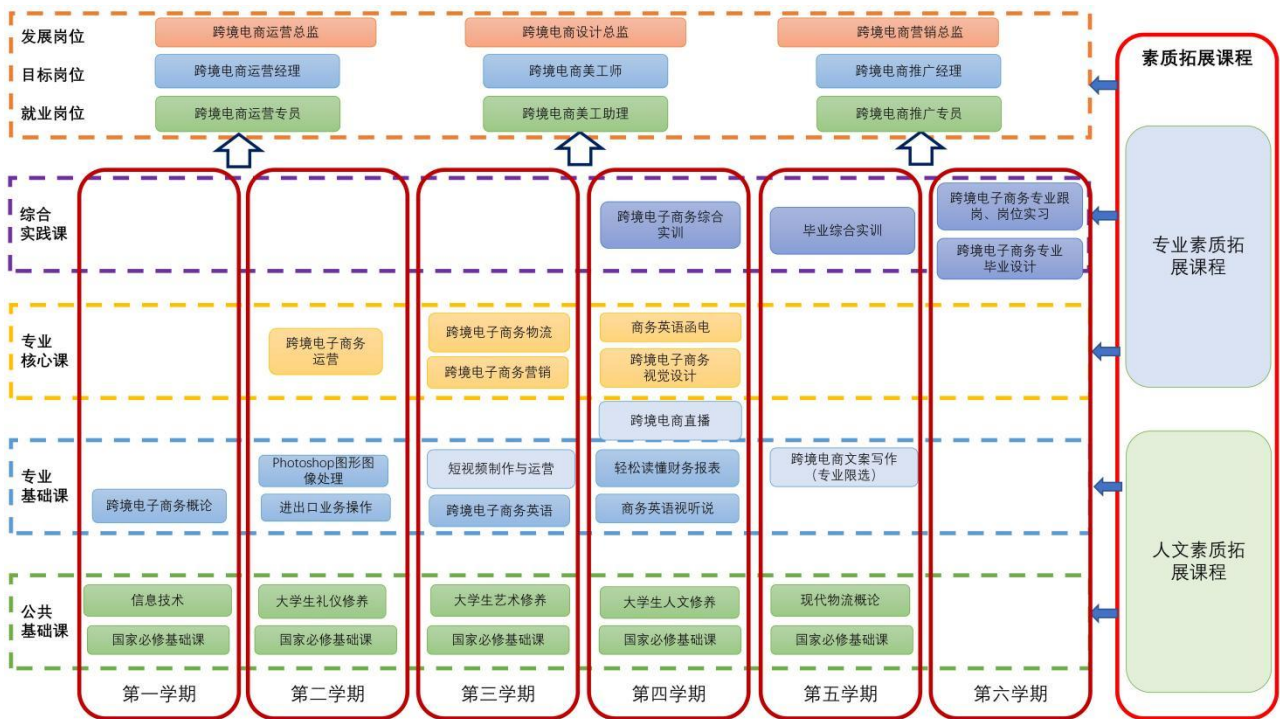 发展岗位
跨境电商运营总监
跨境电商设计总监
跨境电商营销总监
目标岗位
跨境电商运营经理
跨境电商美工师
跨境电商推广经理
就业岗位
跨境电商运营专员
跨境电商美工助理
跨境电商推广专员
素质拓展课程
专业素质拓
展课程
人文素质拓
展课程
综合
实践课
跨境电子商务综合
实训
毕业综合实训
跨境电子商务专业跟
岗、岗位实习
跨境电子商务专业
毕业设计
专业
核心课
跨境电子商务
运营
跨境电子商务物流
跨境电子商务营销
商务英语函电
跨境电子商务
视觉设计
跨境电商直播
专业
基础课
跨境电子商务概论
Photoshop图形图
像处理
进出口业务操作
短视频制作与运营
跨境电子商务英语
轻松读懂财务报表
商务英语视听说
跨境电商文案写作
（专业限选）
公共
基础课
信息技术
国家必修基础课
大学生礼仪修养
国家必修基础课
大学生艺术修养
国家必修基础课
大学生人文修养
国家必修基础课
现代物流概论
国家必修基础课
第一学期
第二学期
第三学期
第四学期
第五学期
第六学期